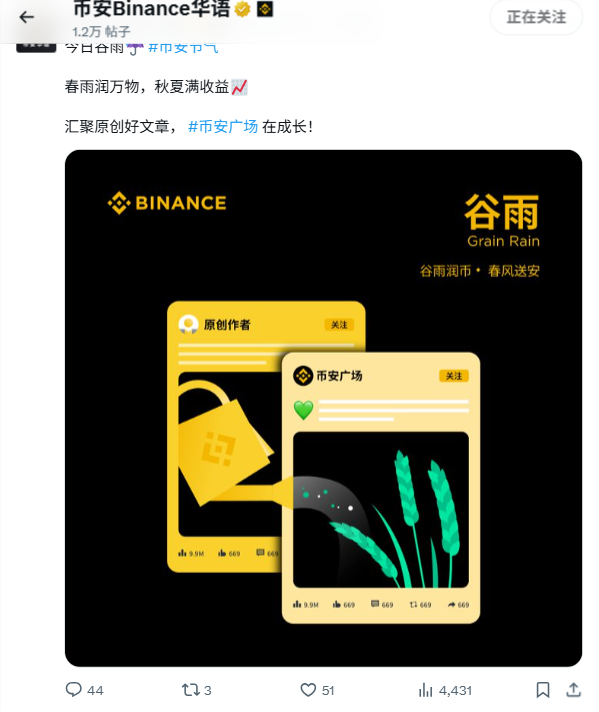 币安Binance华语
1.2万 帖子
正在关注
今日谷雨 #币安节气
春雨润万物，秋夏满收益
汇聚原创好文章， #币安广场 在成长！
BINANCE
谷雨
Grain Rain
谷雨润币· 春风送安
原创作者
关注
币安广场
关注
9.9M 669 669
9.9M 669 669 669 669
44 3 51 4,431